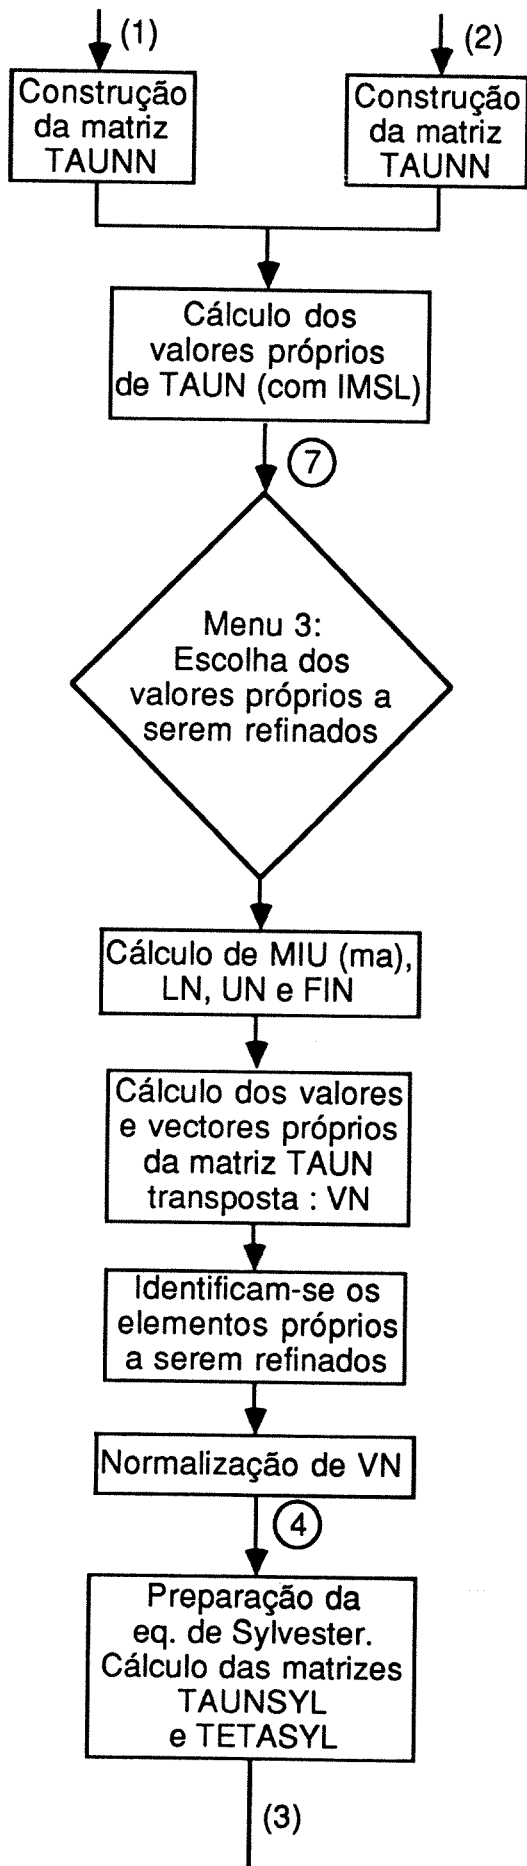 (1)
(2)
Construção
da matriz
TAUNN
Construção
da matriz
TAUNN
Cálculo dos
valores próprios
de TAUN (com IMSL)
7
Menu 3:
Escolha dos
valores próprios a
serem refinados
Cálculo de MIU (ma),
LN, UN e FIN
Cálculo dos valores
e vectores próprios
da matriz TAUN
transposta : VN
Identificam-se os
elementos próprios
a serem refinados
Normalização de VN
4
Preparação da
eq. de Sylvester.
Cálculo das matrizes
TAUNSYL
e TETASYL
(3)